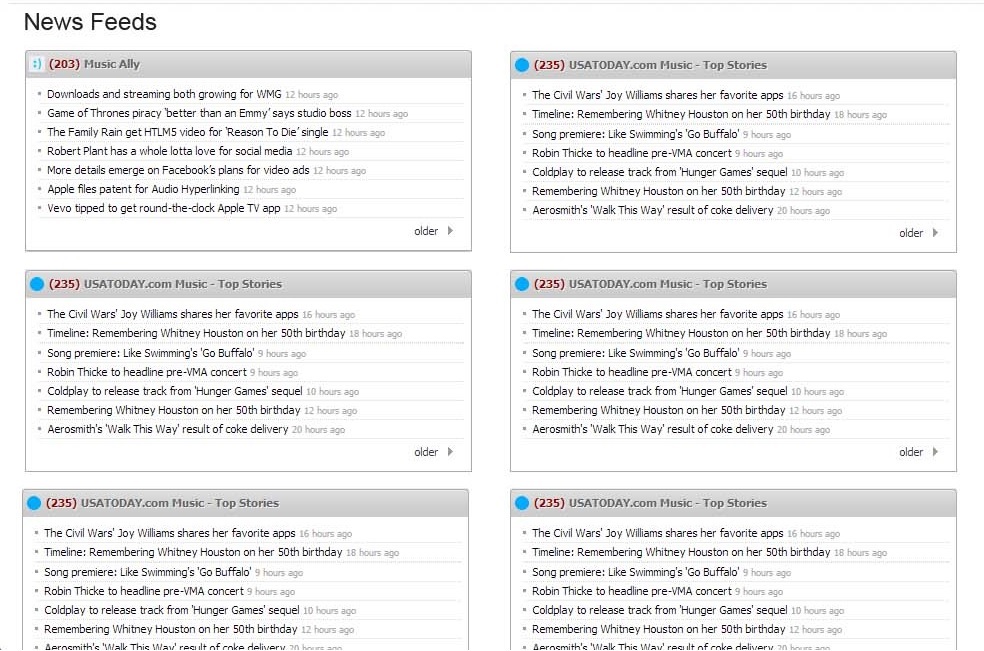 News Feeds
:) (203) Music Ally
Downloads and streaming both growing for WMG 12 hours ago
Game of Thrones piracy 'better than an Emmy' says studio boss 12 hours ago
The Family Rain get HTLM5 video for 'Reason To Die' single 12 hours ago
Robert Plant has a whole lotta love for social media 12 hours ago
More details emerge on Facebook's plans for video ads 12 hours ago
Apple files patent for Audio Hyperlinking 12 hours ago
Vevo tipped to get round-the-clock Apple TV app 12 hours ago
older
(235) USATODAY.com Music - Top Stories
The Civil Wars' Joy Williams shares her favorite apps 16 hours ago
Timeline: Remembering Whitney Houston on her 50th birthday 18 hours ago
Song premiere: Like Swimming's 'Go Buffalo' 9 hours ago
Robin Thicke to headline pre-VMA concert 9 hours ago
Coldplay to release track from 'Hunger Games' sequel 10 hours ago
Remembering Whitney Houston on her 50th birthday 12 hours ago
Aerosmith's 'Walk This Way' result of coke delivery 20 hours ago
older
(235) USATODAY.com Music - Top Stories
The Civil Wars' Joy Williams shares her favorite apps 16 hours ago
Timeline: Remembering Whitney Houston on her 50th birthday 18 hours ago
Song premiere: Like Swimming's 'Go Buffalo' 9 hours ago
Robin Thicke to headline pre-VMA concert 9 hours ago
Coldplay to release track from 'Hunger Games' sequel 10 hours ago
Remembering Whitney Houston on her 50th birthday 12 hours ago
Aerosmith's 'Walk This Way' result of coke delivery 20 hours ago
older
(235) USATODAY.com Music - Top Stories
The Civil Wars' Joy Williams shares her favorite apps 16 hours ago
Timeline: Remembering Whitney Houston on her 50th birthday 18 hours ago
Song premiere: Like Swimming's 'Go Buffalo' 9 hours ago
Robin Thicke to headline pre-VMA concert 9 hours ago
Coldplay to release track from 'Hunger Games' sequel 10 hours ago
Remembering Whitney Houston on her 50th birthday 12 hours ago
Aerosmith's 'Walk This Way' result of coke delivery 20 hours ago
older
(235) USATODAY.com Music - Top Stories
The Civil Wars' Joy Williams shares her favorite apps 16 hours ago
Timeline: Remembering Whitney Houston on her 50th birthday 18 hours ago
Song premiere: Like Swimming's 'Go Buffalo' 9 hours ago
Robin Thicke to headline pre-VMA concert 9 hours ago
Coldplay to release track from 'Hunger Games' sequel 10 hours ago
Remembering Whitney Houston on her 50th birthday 12 hours ago
Aerosmith's 'Walk This Way' result of coke delivery 20 hours ago
(235) USATODAY.com Music - Top Stories
The Civil Wars' Joy Williams shares her favorite apps 16 hours ago
Timeline: Remembering Whitney Houston on her 50th birthday 18 hours ago
Song premiere: Like Swimming's 'Go Buffalo' 9 hours ago
Robin Thicke to headline pre-VMA concert 9 hours ago
Coldplay to release track from 'Hunger Games' sequel 10 hours ago
Remembering Whitney Houston on her 50th birthday 12 hours ago
Aerosmith's 'Walk This Way' result of coke delivery 20 hours ago